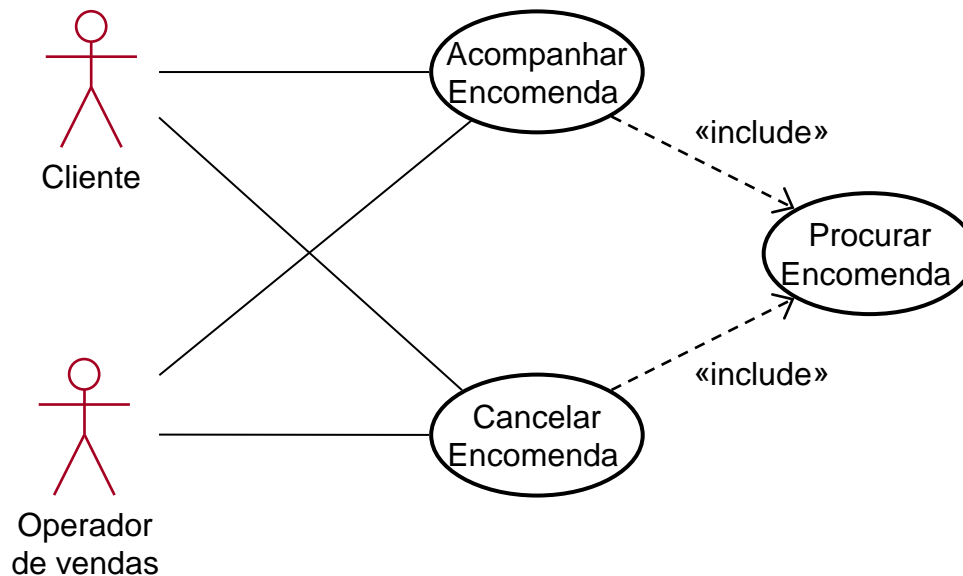 Acompanhar
Encomenda
«include»
Cliente
Procurar
Encomenda
«include»
Cancelar
Encomenda
Operador
de vendas